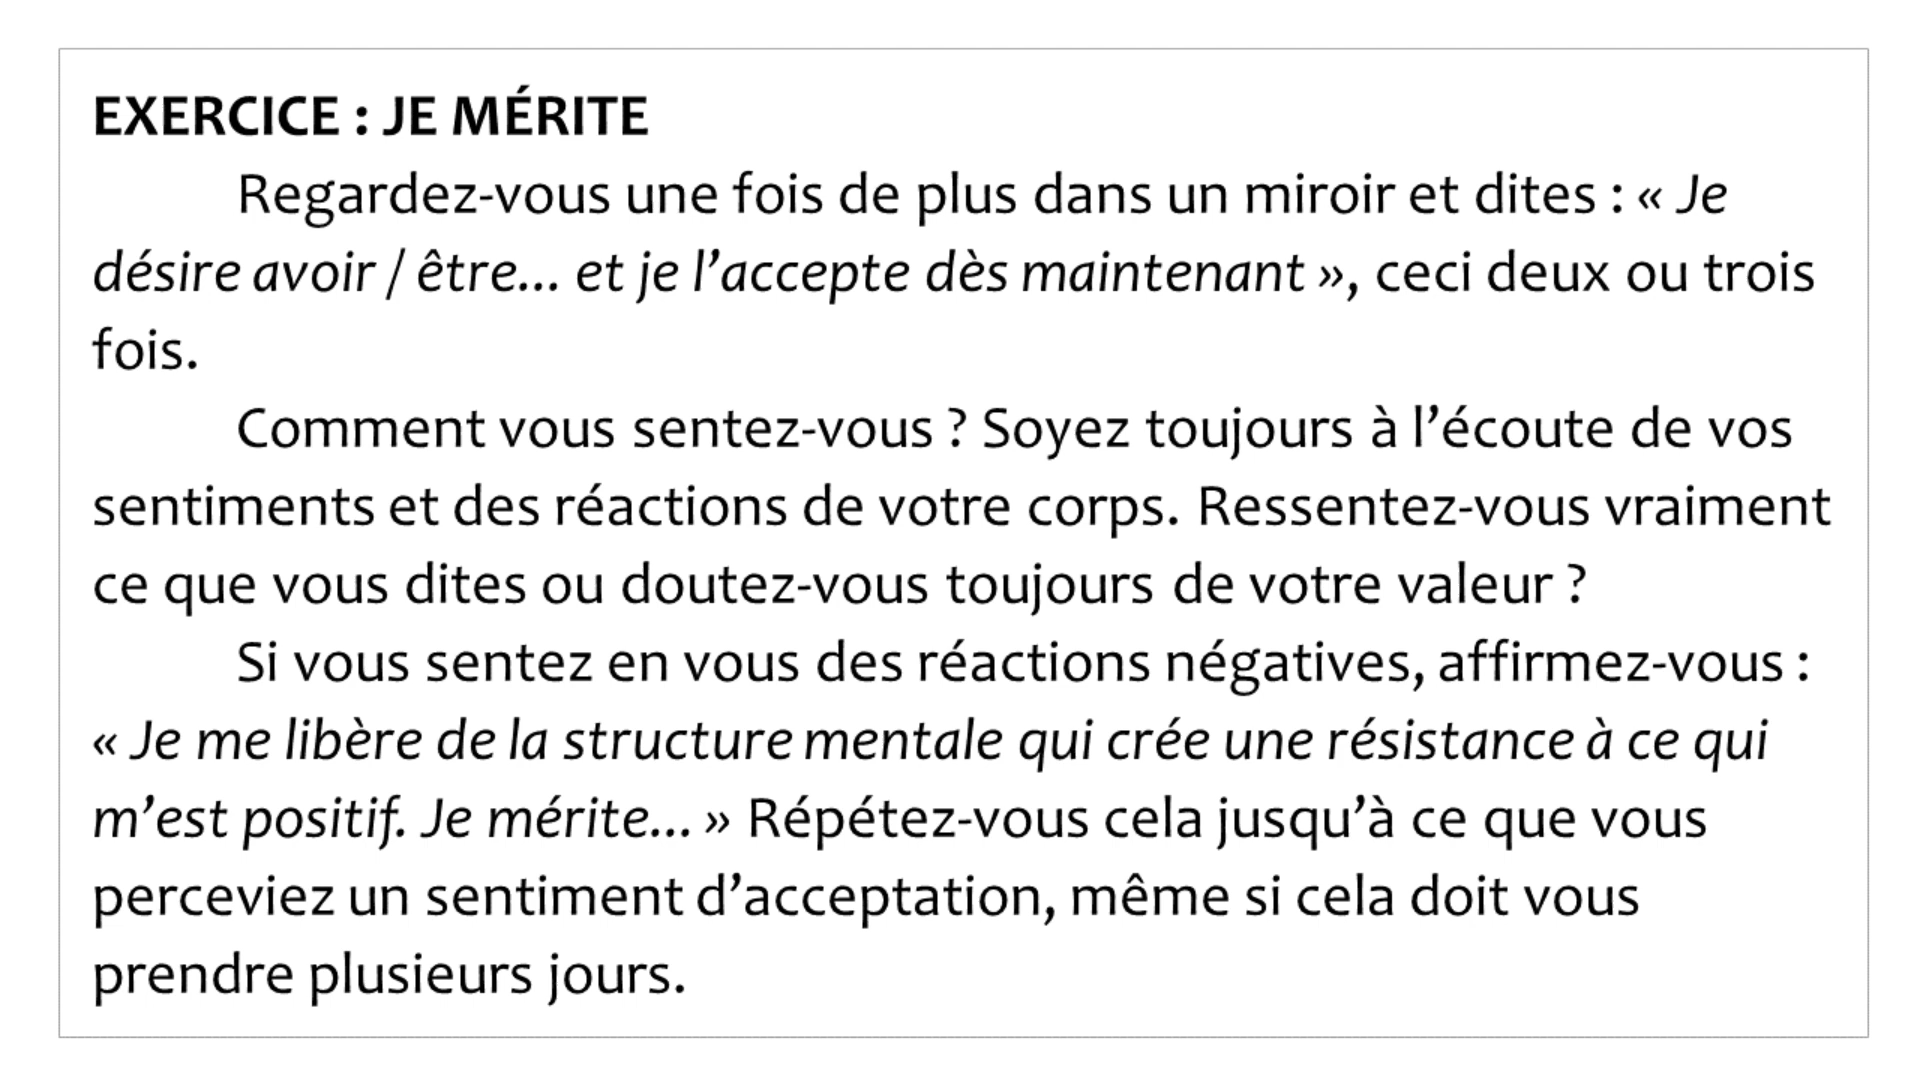 EXERCICE : JE MÉRITE
Regardez-vous une fois de plus dans un miroir et dites : « Je
désire avoir / être... et je l’accepte dès maintenant », ceci deux ou trois
fois.
Comment vous sentez-vous ? Soyez toujours à l’écoute de vos
sentiments et des réactions de votre corps. Ressentez-vous vraiment
ce que vous dites ou doutez-vous toujours de votre valeur ?
Si vous sentez en vous des réactions négatives, affirmez-vous :
« Je me libère de la structure mentale qui crée une résistance à ce qui
m’est positif. Je mérite... » Répétez-vous cela jusqu’à ce que vous
perceviez un sentiment d’acceptation, même si cela doit vous
prendre plusieurs jours.